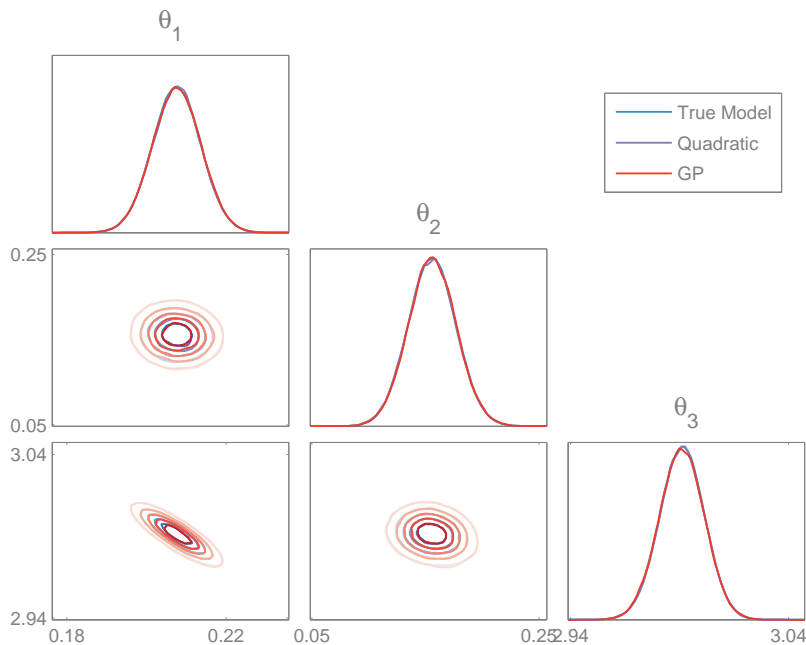 θ1
True Model
Quadratic
GP
θ2
0.25
0.05
θ3
3.04
2.94
0.18
0.22
0.05
0.25
2.94
3.04